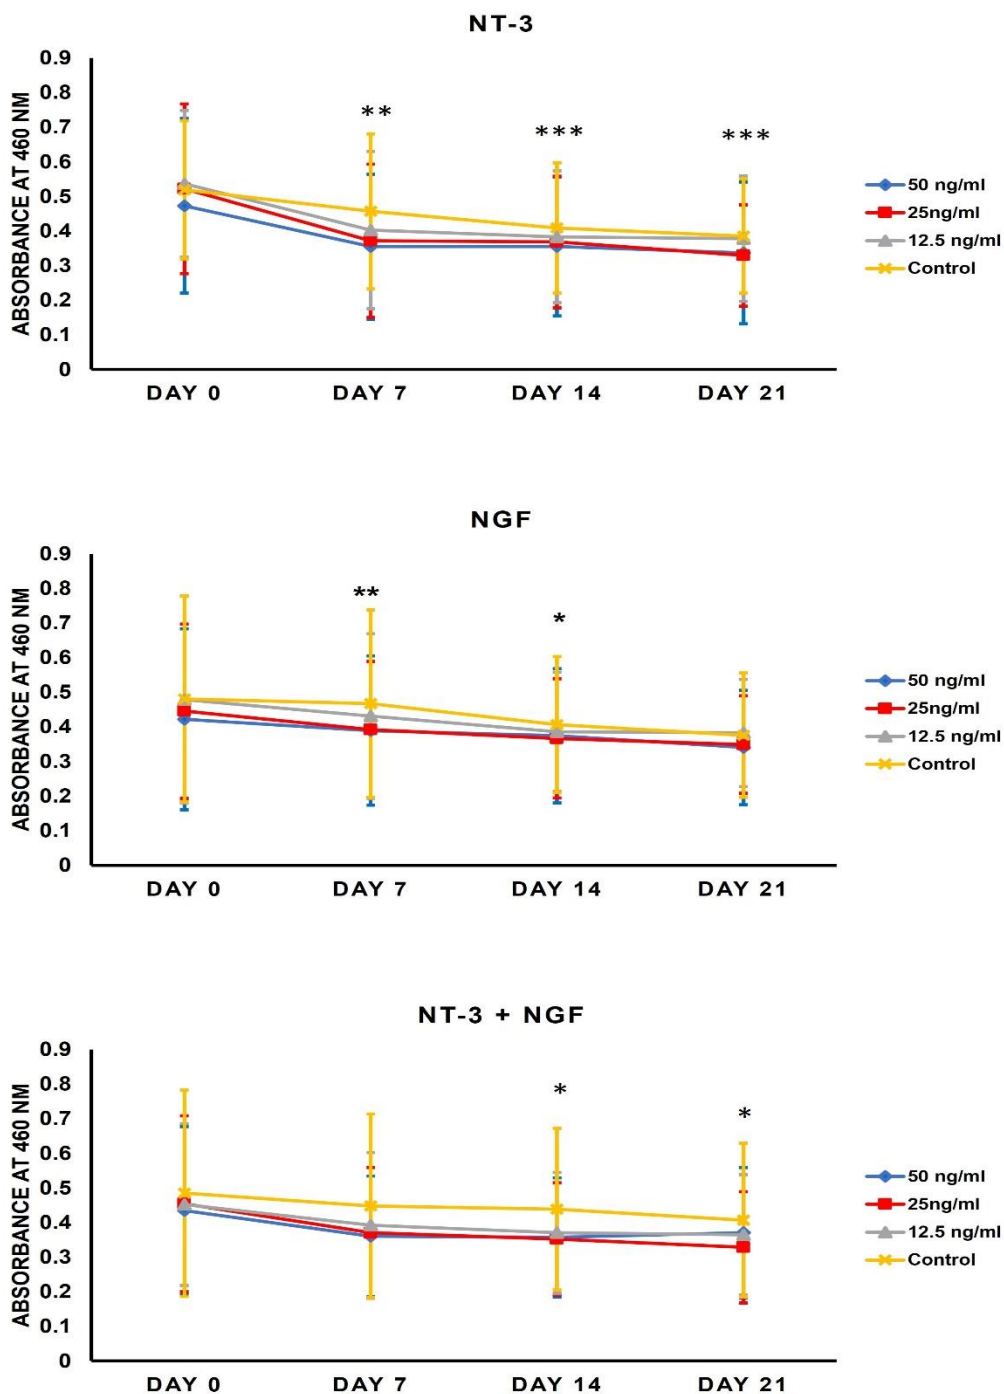 NT-3
ABSORBANCE AT 460 NM
0.9
0.8
0.7
0.6
0.5
0.4
0.3
0.2
0.1
0
** *** ***
DAY 0 DAY 7 DAY 14 DAY 21
50 ng/ml
25ng/ml
12.5 ng/ml
Control
NGF
ABSORBANCE AT 460 NM
0.9
0.8
0.7
0.6
0.5
0.4
0.3
0.2
0.1
0
** *
DAY 0 DAY 7 DAY 14 DAY 21
50 ng/ml
25ng/ml
12.5 ng/ml
Control
NT-3 + NGF
ABSORBANCE AT 460 NM
0.9
0.8
0.7
0.6
0.5
0.4
0.3
0.2
0.1
0
* *
DAY 0 DAY 7 DAY 14 DAY 21
50 ng/ml
25ng/ml
12.5 ng/ml
Control